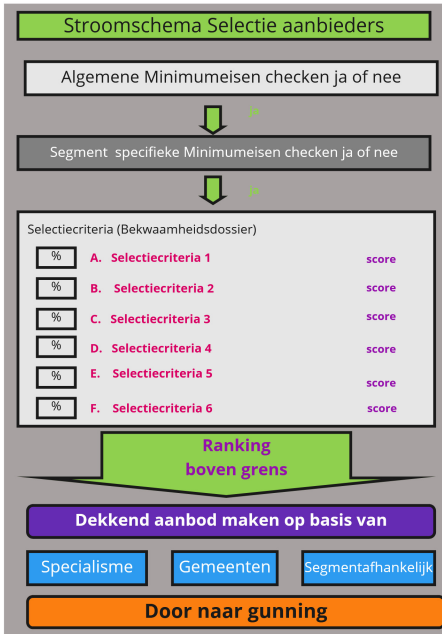 Stroomschema Selectie aanbieders
Algemene Minimumeisen checken ja of nee
ja
Segment specifieke Minimumeisen checken ja of nee
ja
Selectiecriteria (Bekwaamheidsdossier)
% A. Selectiecriteria 1 score
% B. Selectiecriteria 2 score
% C. Selectiecriteria 3 score
% D. Selectiecriteria 4 score
% E. Selectiecriteria 5 score
% F. Selectiecriteria 6 score
Ranking
boven grens
Dekkend aanbod maken op basis van
Specialisme Gemeenten Segmentafhankelijk
Door naar gunning